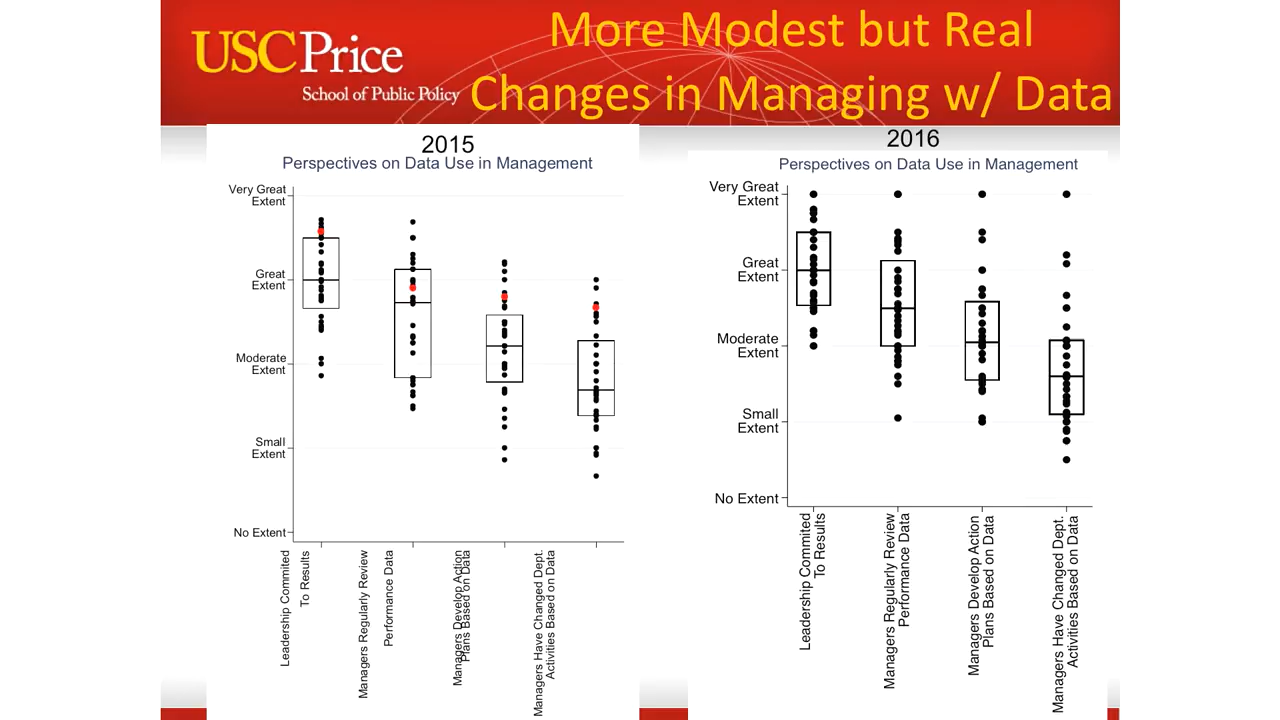 USCPrice
School of Public Policy
More Modest but Real
Changes in Managing w/ Data
2015
Perspectives on Data Use in Management
Very Great
Extent
Great
Extent
Moderate
Extent
Small
Extent
No Extent
Leadership Commited
To Results
Managers Regularly Review
Performance Data
Managers Develop Action
Plans Based on Data
Managers Have Changed Dept.
Activities Based on Data
2016
Perspectives on Data Use in Management
Very Great
Extent
Great
Extent
Moderate
Extent
Small
Extent
No Extent
Leadership Commited
To Results
Managers Regularly Review
Performance Data
Managers Develop Action
Plans Based on Data
Managers Have Changed Dept.
Activities Based on Data